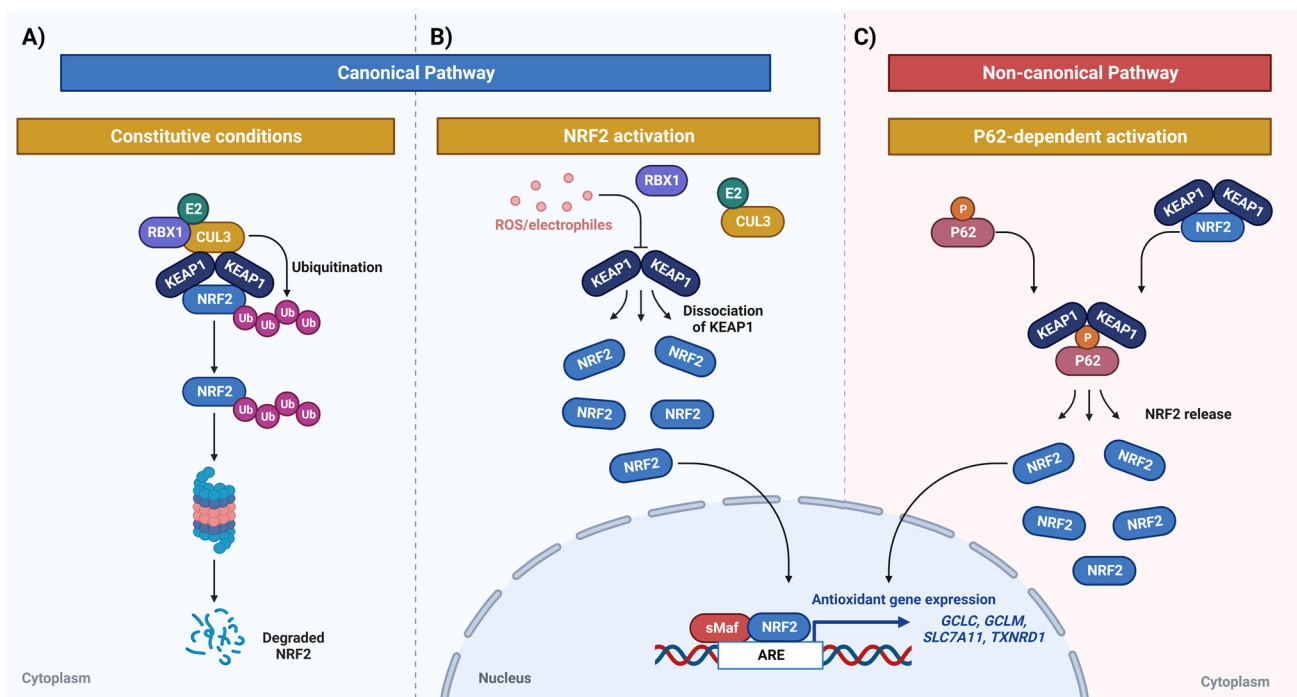 A)
B)
C)
Canonical Pathway
Non-canonical Pathway
Constitutive conditions
NRF2 activation
P62-dependent activation
E2
RBX1
CUL3
KEAP1
KEAP1
NRF2
Ubiquitination
Ub
Ub
Ub
Ub
NRF2
Ub
Ub
Ub
Ub
Degraded
NRF2
Cytoplasm
ROS/electrophiles
RBX1
E2
CUL3
KEAP1
KEAP1
Dissociation
of KEAP1
NRF2
NRF2
NRF2
NRF2
NRF2
P
P62
KEAP1
KEAP1
NRF2
KEAP1
KEAP1
P
P62
NRF2 release
NRF2
NRF2
NRF2
NRF2
NRF2
Antioxidant gene expression
GCLC, GCLM,
SLC7A11, TXNRD1
sMaf
NRF2
ARE
Nucleus
Cytoplasm